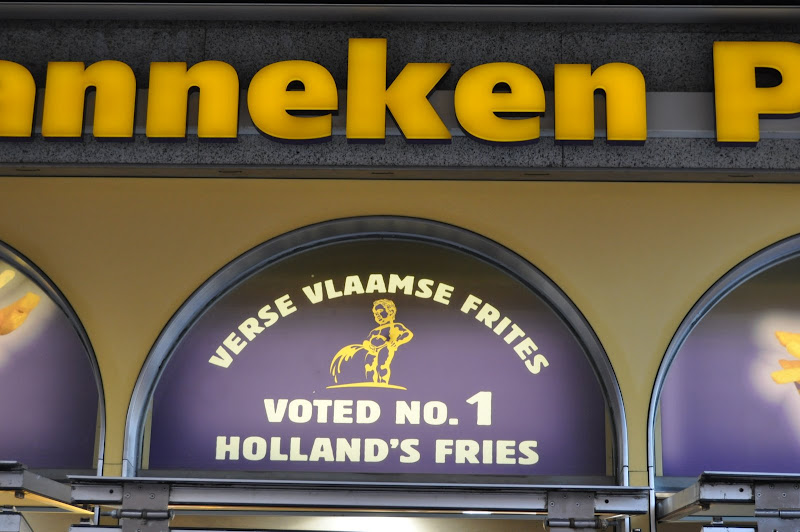 anneken P
VERSE VLAAMSE FRITES
VOTED NO. 1
HOLLAND'S FRIES